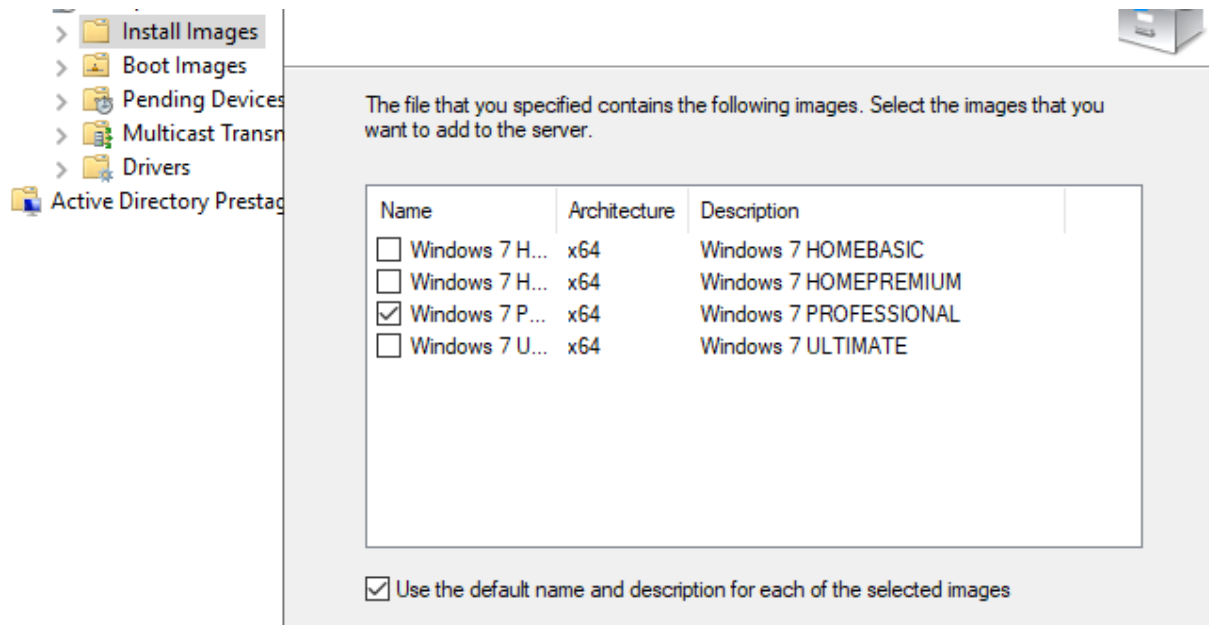 Install Images
Boot Images
Pending Devices
Multicast Transn
Drivers
Active Directory Prestag
The file that you specified contains the following images. Select the images that you
want to add to the server.
Name Architecture Description
Windows 7 H... x64 Windows 7 HOMEBASIC
Windows 7 H... x64 Windows 7 HOMEPREMIUM
Windows 7 P... x64 Windows 7 PROFESSIONAL
Windows 7 U... x64 Windows 7 ULTIMATE
Use the default name and description for each of the selected images